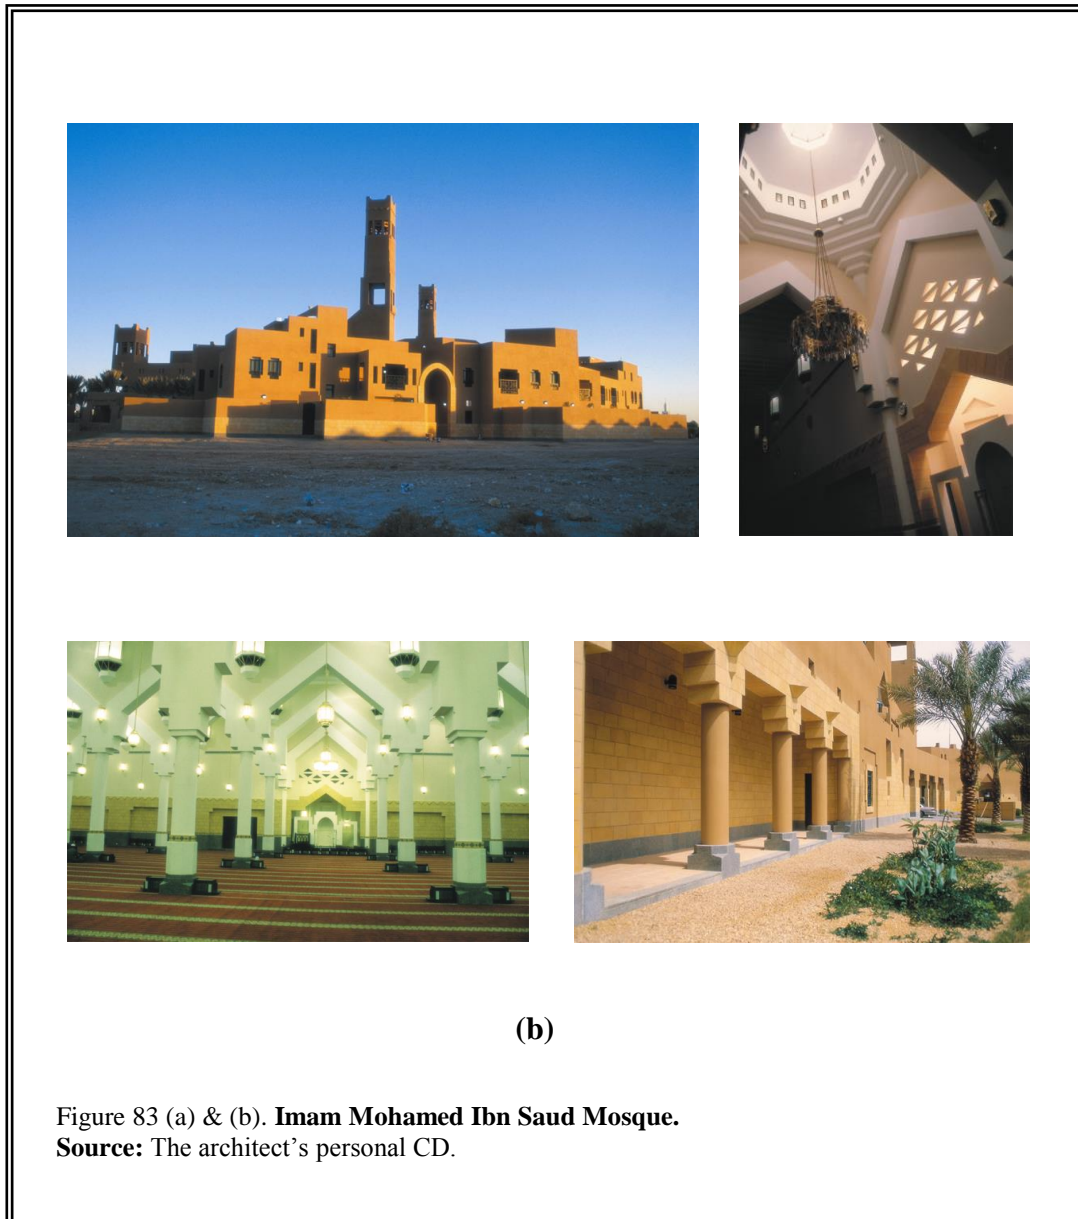 (b)
Figure 83 (a) & (b). Imam Mohamed Ibn Saud Mosque.
Source: The architect’s personal CD.